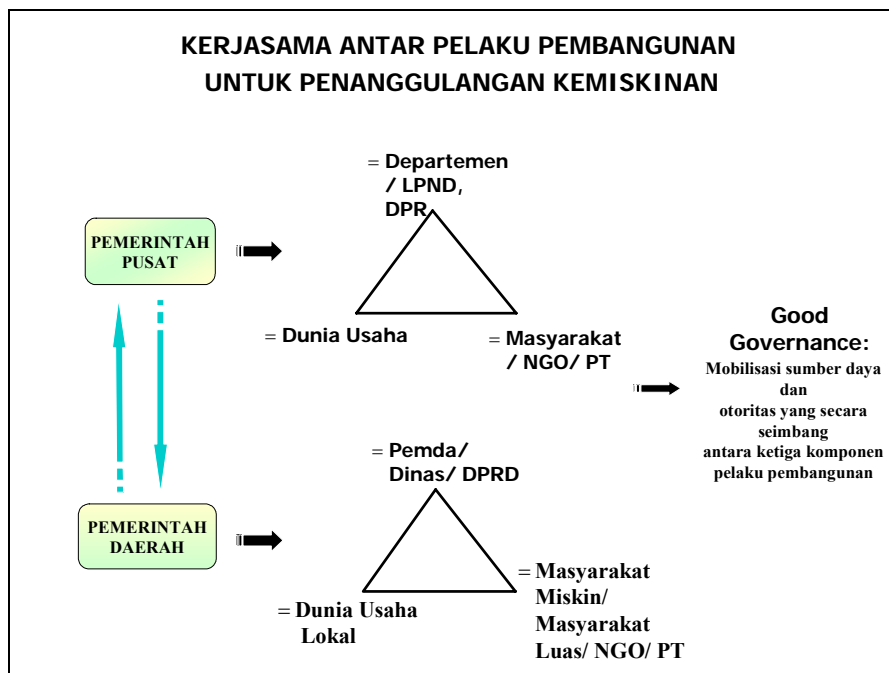 KERJASAMA ANTAR PELAKU PEMBANGUNAN
UNTUK PENANGGULANGAN KEMISKINAN
= Departemen
/ LPND,
DPR
PEMERINTAH
PUSAT
= Dunia Usaha
= Masyarakat
/ NGO/ PT
Good
Governance:
Mobilisasi sumber daya
dan
otoritas yang secara
seimbang
antara ketiga komponen
pelaku pembangunan
= Pemda/
Dinas/ DPRD
PEMERINTAH
DAERAH
= Dunia Usaha
Lokal
= Masyarakat
Miskin/
Masyarakat
Luas/ NGO/ PT